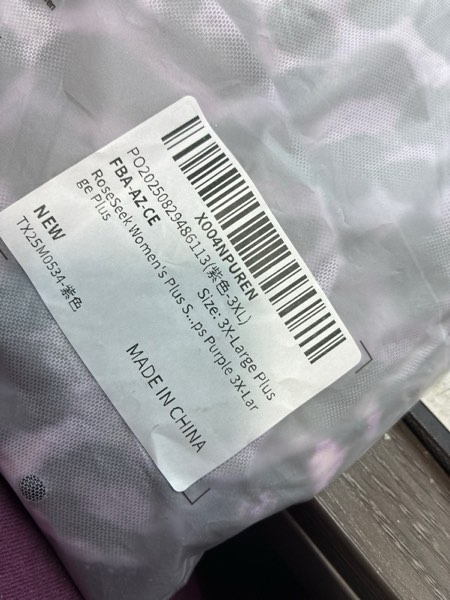 X004NPUREN
PO20250829486113(紫色-3XL)
Size: 3X-Large Plus
FBA-AZ-CE
RoseSeek Women's Plus S...ps Purple 3X-Lar
ge Plus
NEW
TX25M0534-紫色
MADE IN CHINA